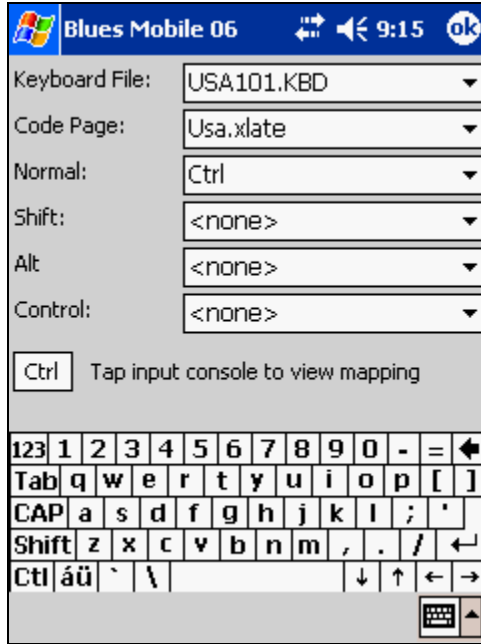 Blues Mobile 06 9:15 ok
Keyboard File: USA101.KBD
Code Page: Usa.xlate
Normal: Ctrl
Shift: <none>
Alt <none>
Control: <none>
Ctrl Tap input console to view mapping
123 1 2 3 4 5 6 7 8 9 0 - =
Tab q w e r t y u i o p [ ]
CAP a s d f g h j k l ; '
Shift z x c v b n m , . /
Ctl áü ` \